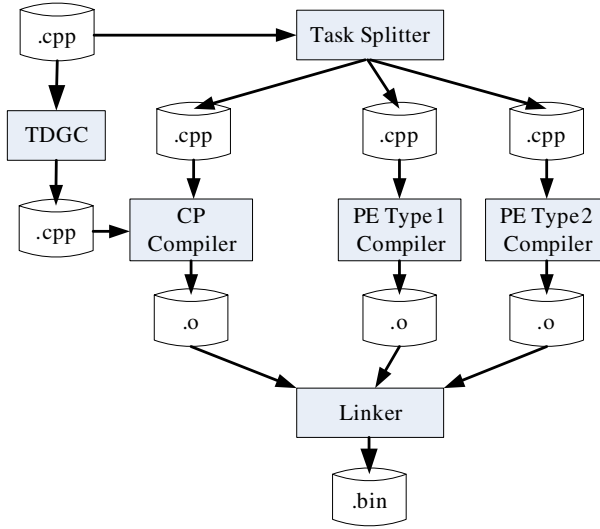 .cpp
Task Splitter
TDGC
.cpp
.cpp
.cpp
.cpp
CP
Compiler
PE Type1
Compiler
PE Type2
Compiler
.o
.o
.o
Linker
.bin